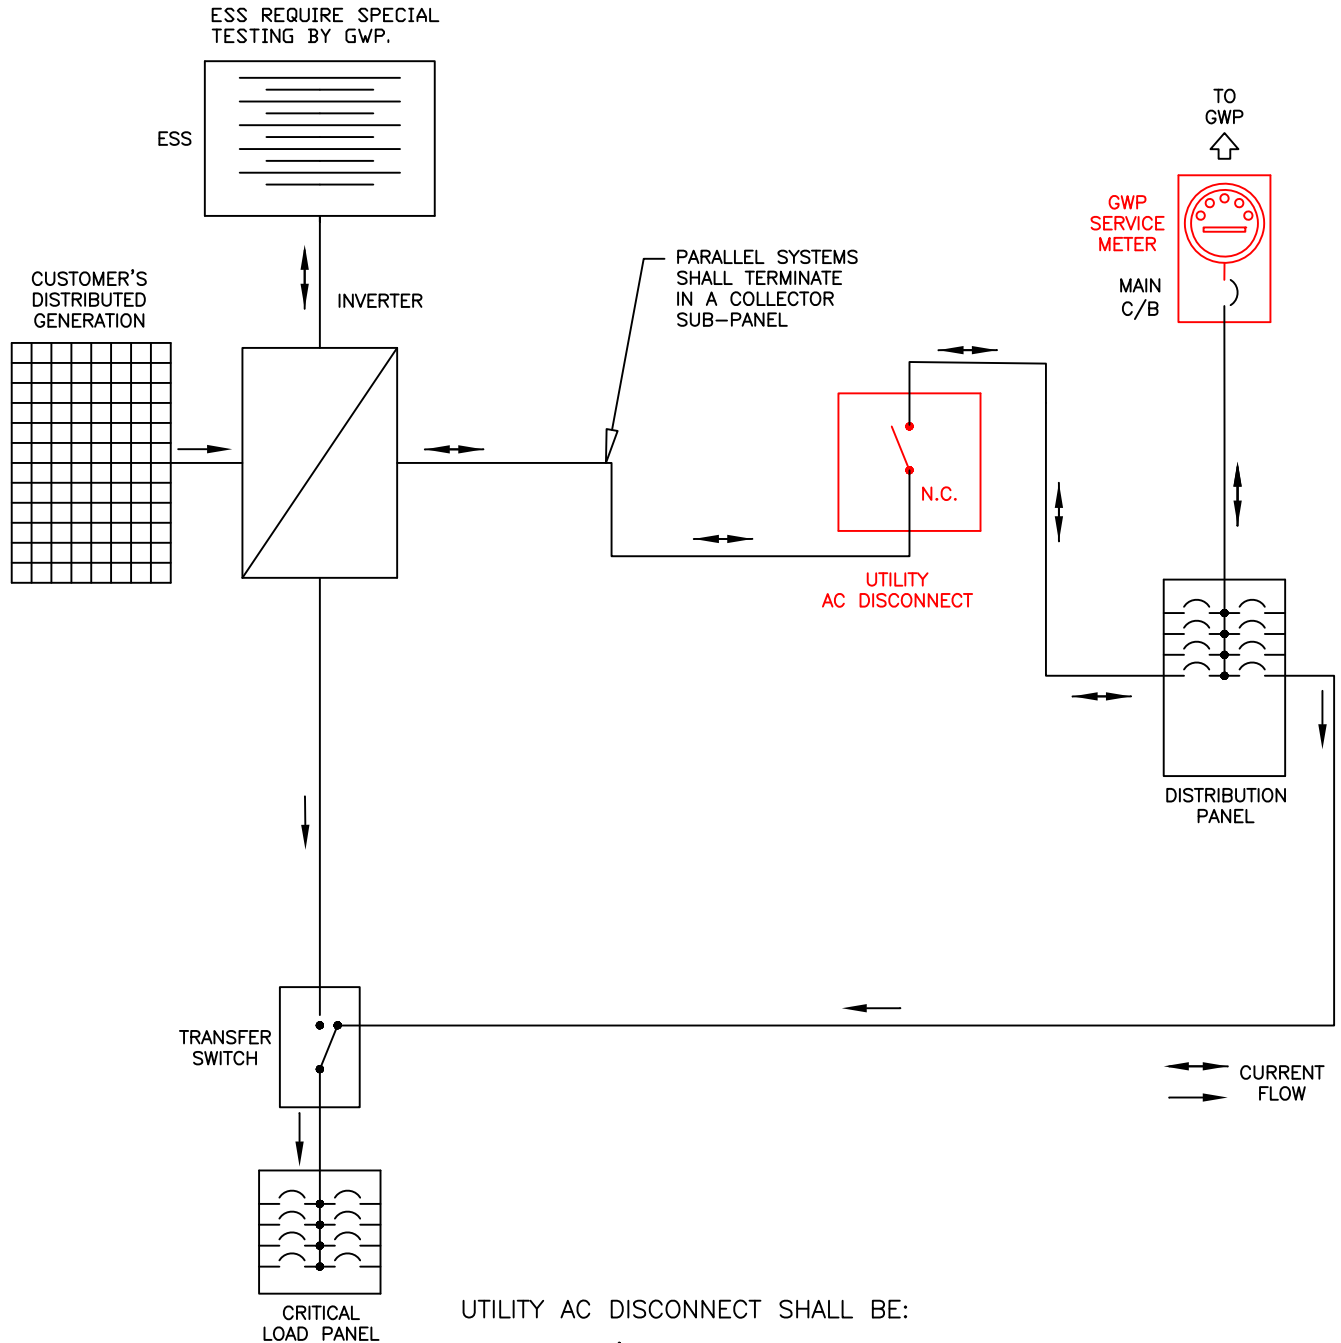 ESS REQUIRE SPECIAL
TESTING BY GWP.
ESS
TO
GWP
GWP
SERVICE
METER
MAIN
C/B
CUSTOMER'S
DISTRIBUTED
GENERATION
INVERTER
PARALLEL SYSTEMS
SHALL TERMINATE
IN A COLLECTOR
SUB-PANEL
N.C.
UTILITY
AC DISCONNECT
DISTRIBUTION
PANEL
TRANSFER
SWITCH
CURRENT
FLOW
CRITICAL
LOAD PANEL
UTILITY AC DISCONNECT SHALL BE: